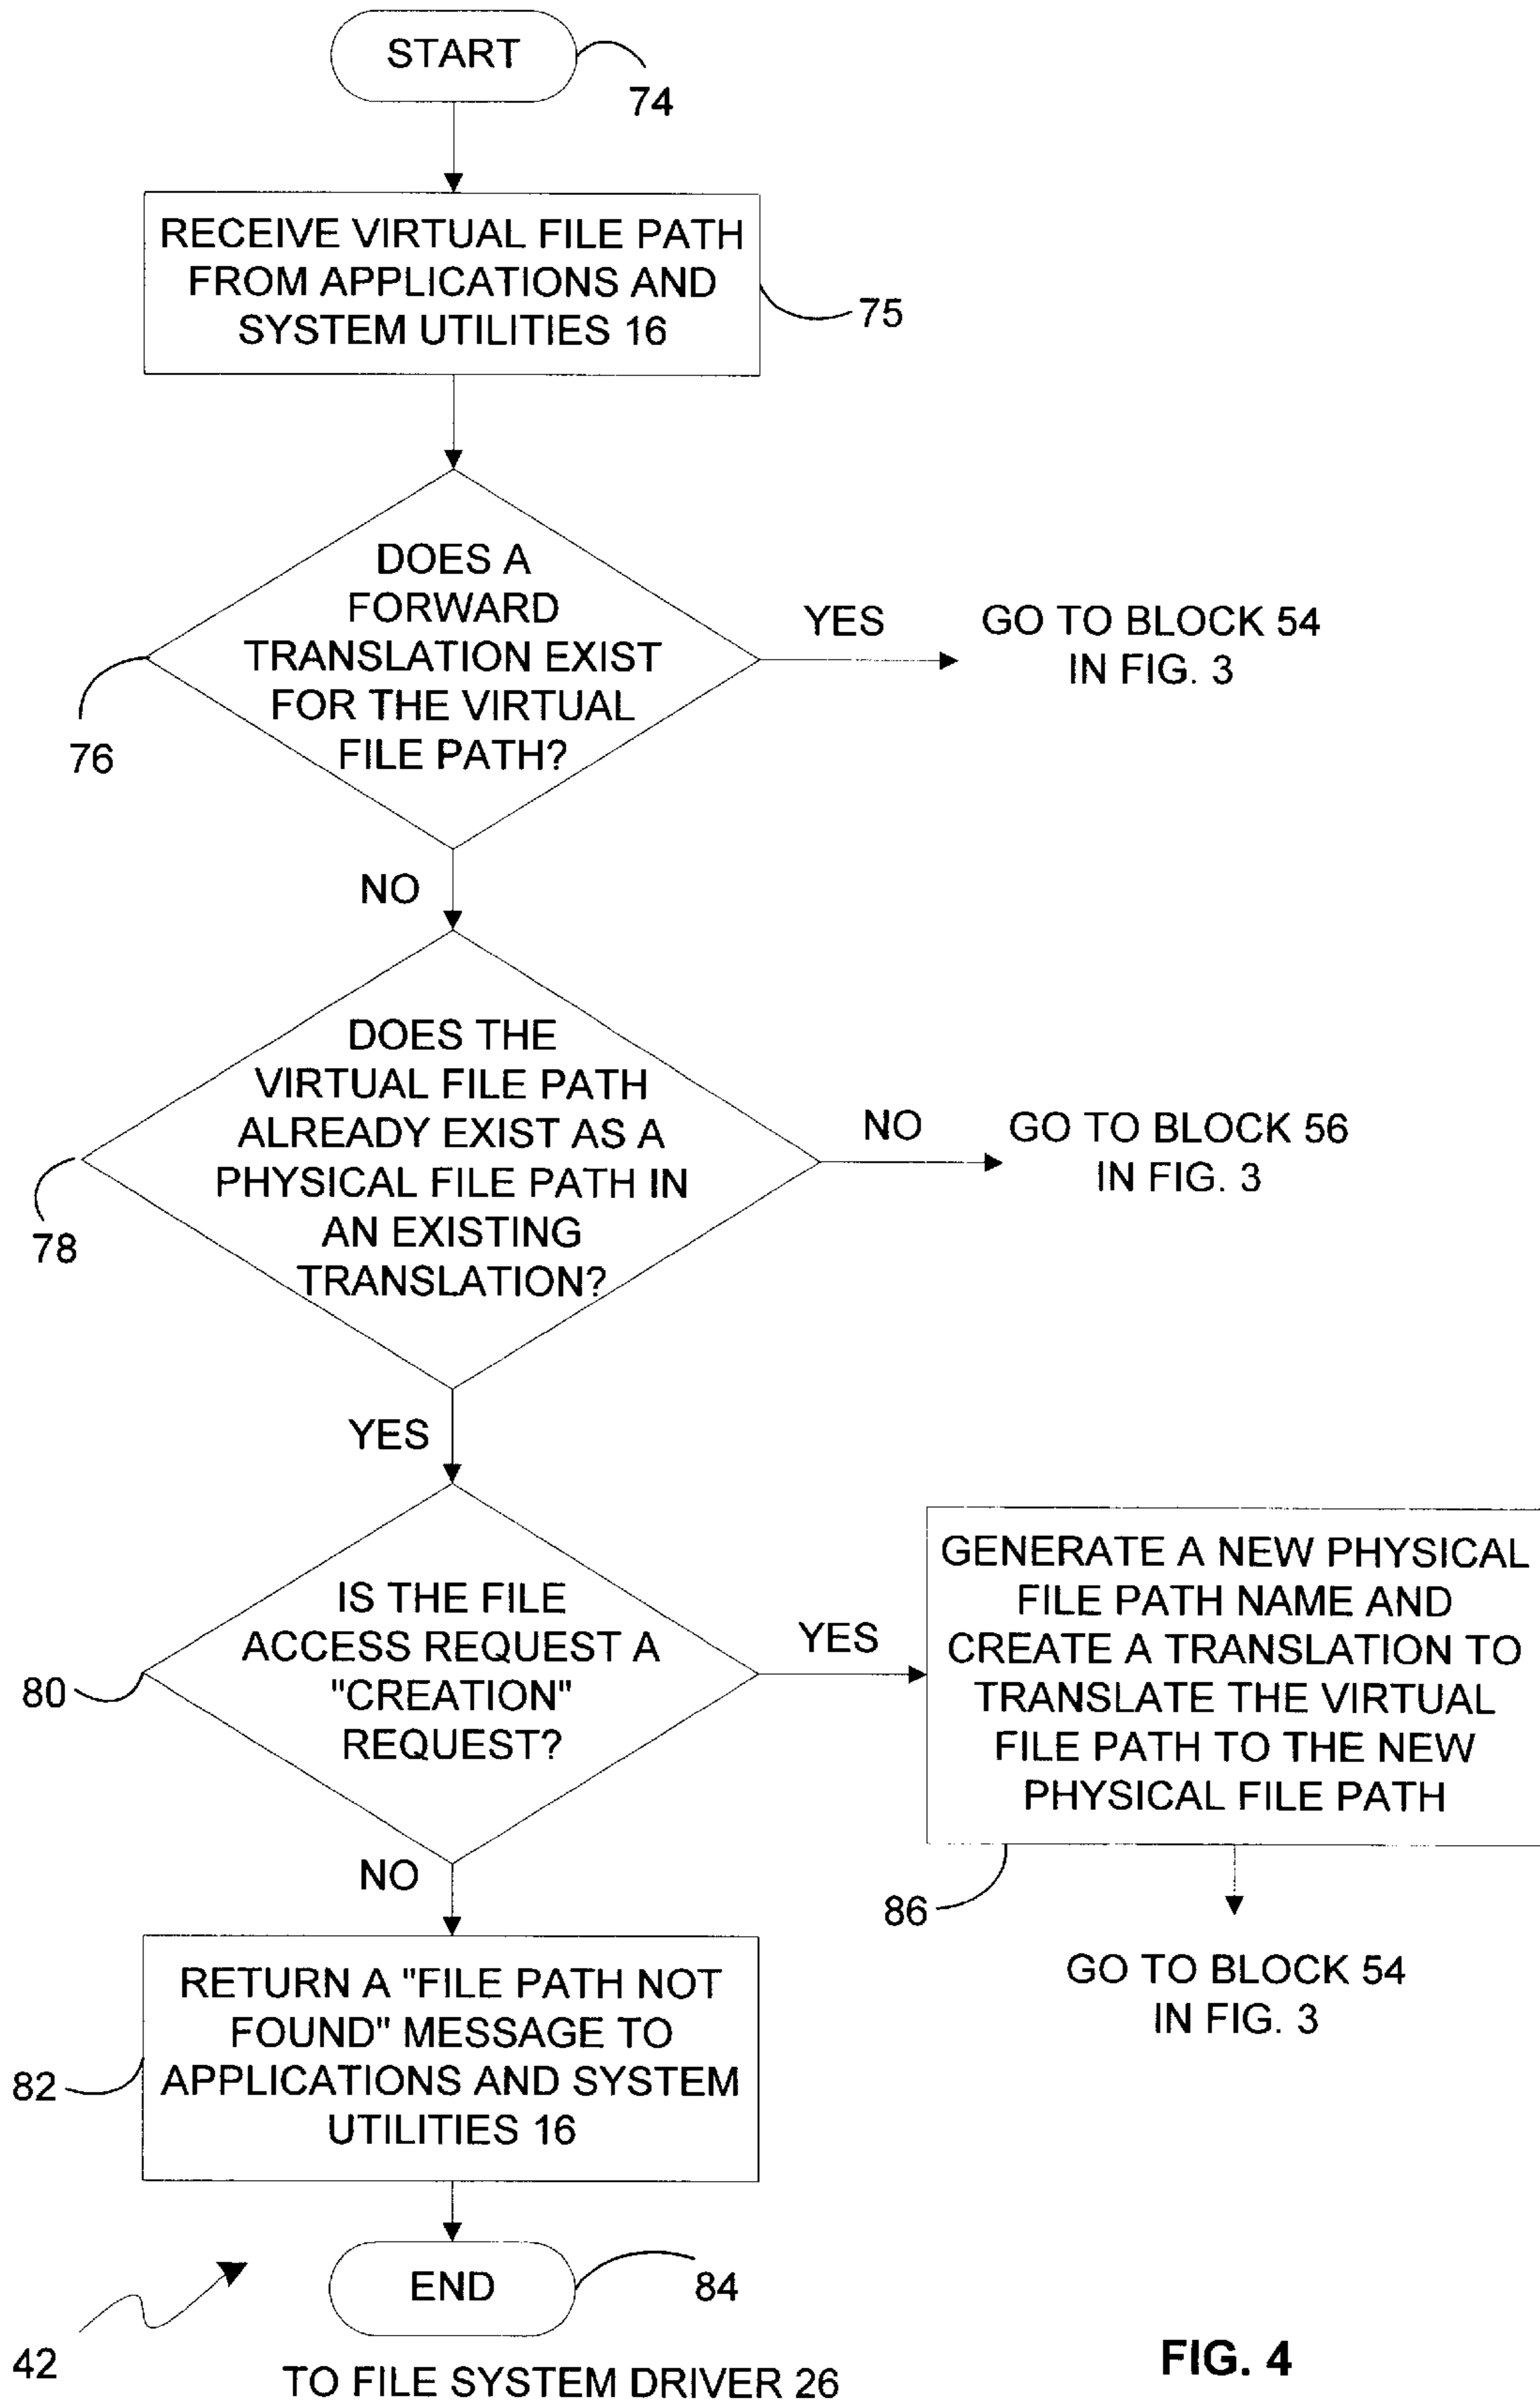 START
74
RECEIVE VIRTUAL FILE PATH
FROM APPLICATIONS AND
SYSTEM UTILITIES 16
75
DOES A
FORWARD
TRANSLATION EXIST
FOR THE VIRTUAL
FILE PATH?
76
YES
GO TO BLOCK 54
IN FIG. 3
NO
DOES THE
VIRTUAL FILE PATH
ALREADY EXIST AS A
PHYSICAL FILE PATH IN
AN EXISTING
TRANSLATION?
78
NO
GO TO BLOCK 56
IN FIG. 3
YES
IS THE FILE
ACCESS REQUEST A
"CREATION"
REQUEST?
80
YES
GENERATE A NEW PHYSICAL
FILE PATH NAME AND
CREATE A TRANSLATION TO
TRANSLATE THE VIRTUAL
FILE PATH TO THE NEW
PHYSICAL FILE PATH
86
GO TO BLOCK 54
IN FIG. 3
NO
RETURN A "FILE PATH NOT
FOUND" MESSAGE TO
APPLICATIONS AND SYSTEM
UTILITIES 16
82
END
84
42
TO FILE SYSTEM DRIVER 26
FIG. 4